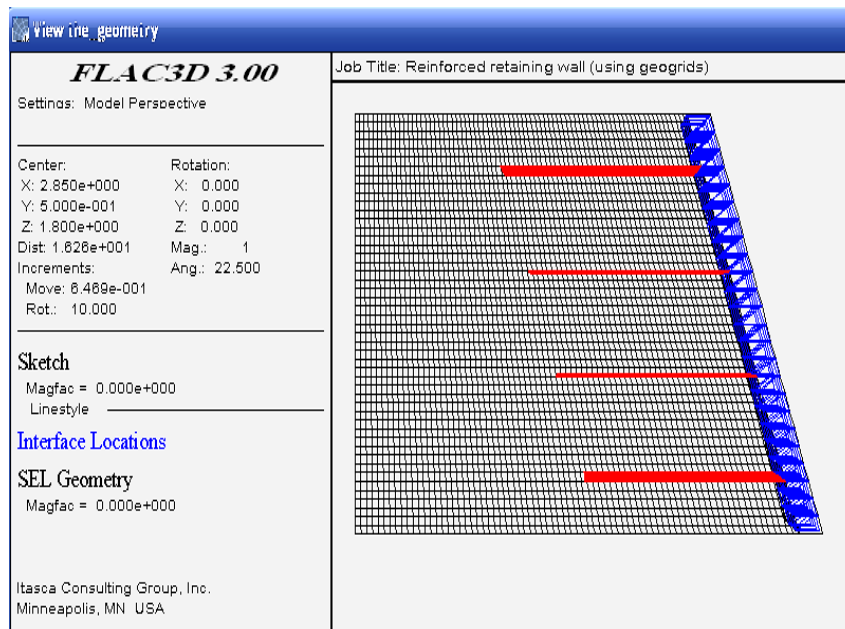 View the geometry
FLAC3D 3.00
Settings: Model Perspective
Center:
X: 2.850e+000
Y: 5.000e-001
Z: 1.800e+000
Dist: 1.626e+001
Increments:
Move: 6.469e-001
Rot.: 10.000
Rotation:
X: 0.000
Y: 0.000
Z: 0.000
Mag.: 1
Ang.: 22.500
Sketch
Magfac = 0.000e+000
Linestyle
Interface Locations
SEL Geometry
Magfac = 0.000e+000
Itasca Consulting Group, Inc.
Minneapolis, MN USA
Job Title: Reinforced retaining wall (using geogrids)